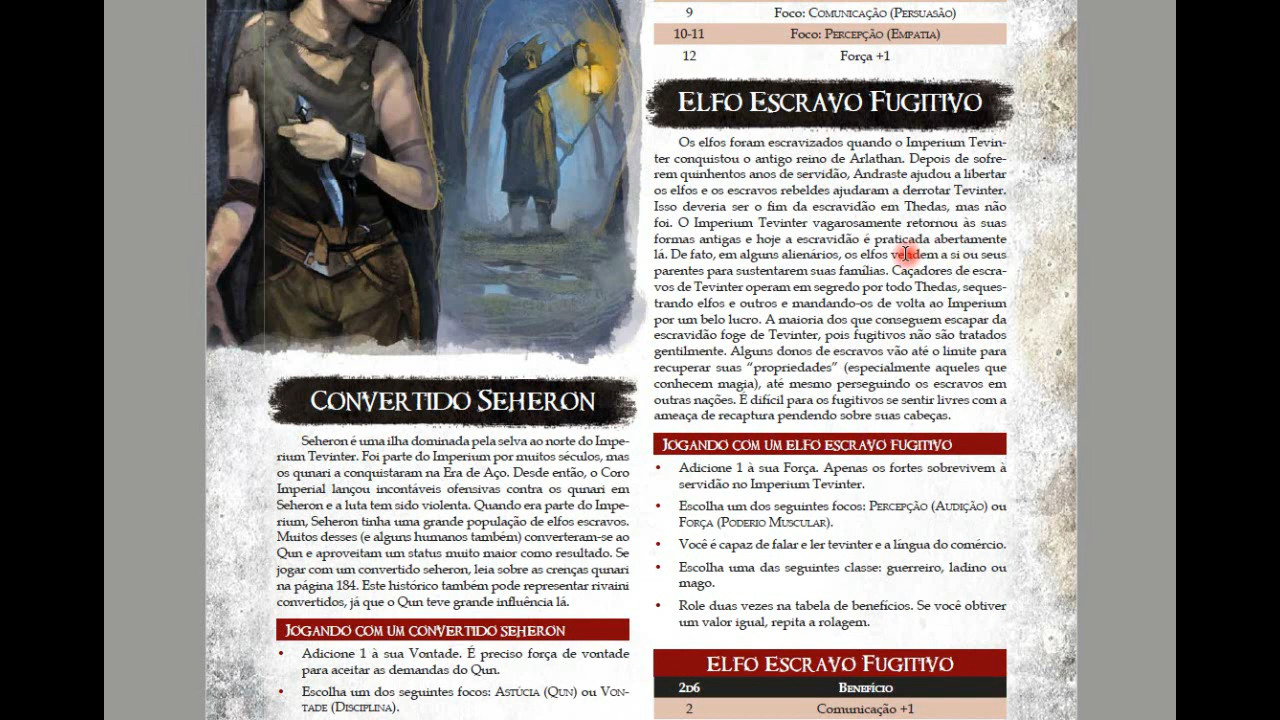 CONVERTIDO SEHERON
Seheron é uma ilha dominada pela selva ao norte do Impe-
rium Tevinter. Foi parte do Imperium por muitos séculos, mas
os qunari a conquistaram na Era de Aço. Desde então, o Coro
Imperial lançou incontáveis ofensivas contra os qunari em
Seheron e a luta tem sido violenta. Quando era parte do Impe-
rium, Seheron tinha uma grande população de elfos escravos.
Muitos desses (e alguns humanos também) converteram-se ao
Qun e aproveitam um status muito maior como resultado. Se
jogar com um convertido seheron, leia sobre as crenças qunari
na página 184. Este histórico também pode representar rivaini
convertidos, já que o Qun teve grande influência lá.
JOGANDO COM UM CONVERTIDO SEHERON
• Adicione 1 à sua Vontade. É preciso força de vontade
para aceitar as demandas do Qun.
• Escolha um dos seguintes focos: ASTÚCIA (QUN) ou VON-
TADE (DISCIPLINA).
9 Foco: COMUNICAÇÃO (PERSUASÃO)
10-11 Foco: PERCEPÇÃO (EMPATIA)
12 Força +1
ELFO ESCRAVO FUGITIVO
Os elfos foram escravizados quando o Imperium Tevin-
ter conquistou o antigo reino de Arlathan. Depois de sofre-
rem quinhentos anos de servidão, Andraste ajudou a libertar
os elfos e os escravos rebeldes ajudaram a derrotar Tevinter.
Isso deveria ser o fim da escravidão em Thedas, mas não
foi. O Imperium Tevinter vagarosamente retornou às suas
formas antigas e hoje a escravidão é praticada abertamente
lá. De fato, em alguns alienários, os elfos vendem a si ou seus
parentes para sustentarem suas famílias. Caçadores de escra-
vos de Tevinter operam em segredo por todo Thedas, seques-
trando elfos e outros e mandando-os de volta ao Imperium
por um belo lucro. A maioria dos que conseguem escapar da
escravidão foge de Tevinter, pois fugitivos não são tratados
gentilmente. Alguns donos de escravos vão até o limite para
recuperar suas “propriedades” (especialmente aqueles que
conhecem magia), até mesmo perseguindo os escravos em
outras nações. É difícil para os fugitivos se sentir livres com a
ameaça de recaptura pendendo sobre suas cabeças.
JOGANDO COM UM ELFO ESCRAVO FUGITIVO
• Adicione 1 à sua Força. Apenas os fortes sobrevivem à
servidão no Imperium Tevinter.
• Escolha um dos seguintes focos: PERCEPÇÃO (AUDIÇÃO) ou
FORÇA (PODERIO MUSCULAR).
• Você é capaz de falar e ler tevinter e a língua do comércio.
• Escolha uma das seguintes classe: guerreiro, ladino ou
mago.
• Role duas vezes na tabela de benefícios. Se você obtiver
um valor igual, repita a rolagem.
ELFO ESCRAVO FUGITIVO
2D6 BENEFÍCIO
2 Comunicação +1